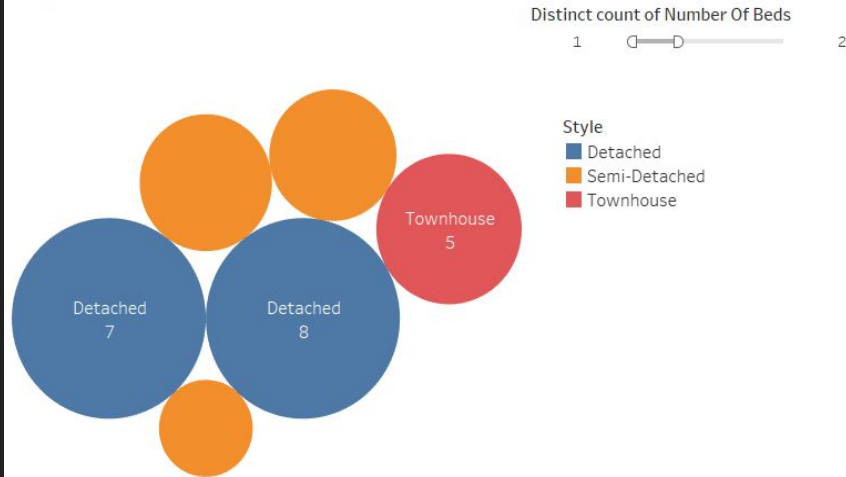 Distinct count of Number Of Beds
1 2
Style
Detached
Semi-Detached
Townhouse
Townhouse
5
Detached
7
Detached
8